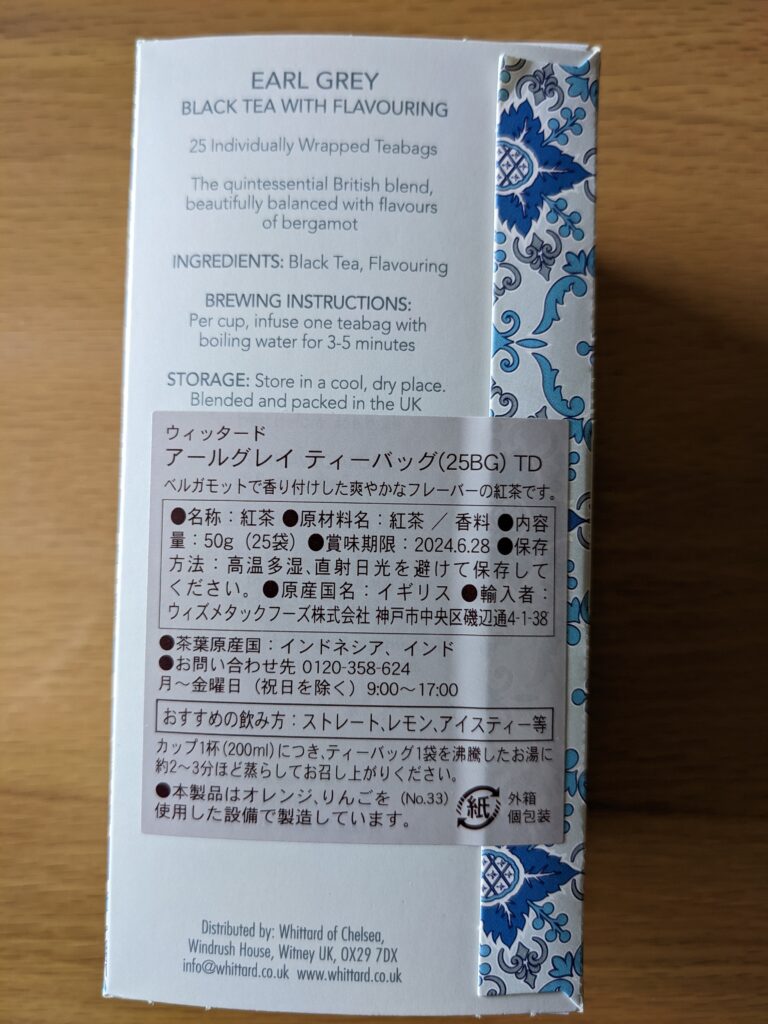 EARL GREY
BLACK TEA WITH FLAVOURING
25 Individually Wrapped Teabags
The quintessential British blend,
beautifully balanced with flavours
of bergamot
INGREDIENTS: Black Tea, Flavouring
BREWING INSTRUCTIONS:
Per cup, infuse one teabag with
boiling water for 3-5 minutes
STORAGE: Store in a cool, dry place.
Blended and packed in the UK
ウィッタード
アールグレイ ティーバッグ(25BG) TD
ベルガモットで香り付けした爽やかなフレーバーの紅茶です。
●名称:紅茶 ●原材料名:紅茶 / 香料 ●内容
量:50g (25袋) ●賞味期限:2024.6.28 ●保存
方法:高温多湿、直射日光を避けて保存して
ください。 ●原産国名:イギリス ●輸入者:
ウィズメタックフーズ株式会社 神戸市中央区磯辺通4-1-38
●茶葉原産国:インドネシア、インド
●お問い合わせ先 0120-358-624
月~金曜日(祝日を除く)9:00~17:00
おすすめの飲み方:ストレート、レモン、アイスティー等
カップ1杯(200ml)につき、ティーバッグ1袋を沸騰したお湯に
約2~3分ほど蒸らしてお召し上がりください。
●本製品はオレンジ、りんごを (No.33)
使用した設備で製造しています。
紙
外箱
個包装
Distributed by: Whittard of Chelsea,
Windrush House, Witney UK, OX29 7DX
info@whittard.co.uk www.whittard.co.uk